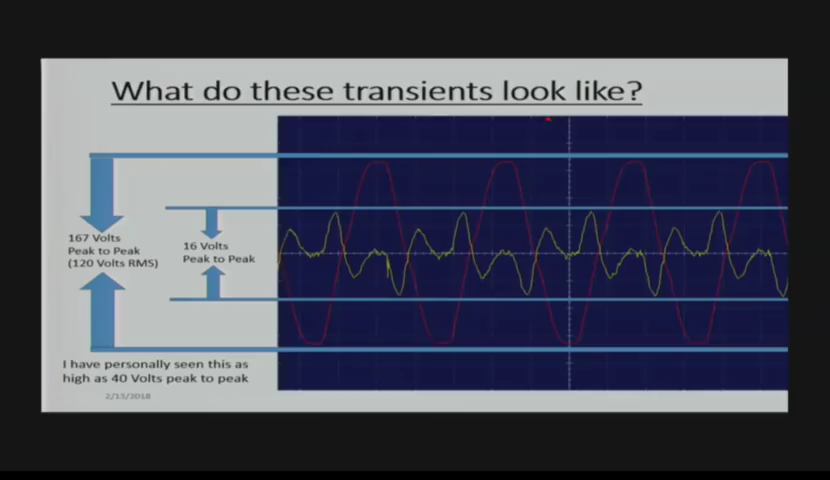 What do these transients look like?
167 Volts
Peak to Peak
(120 Volts RMS)
16 Volts
Peak to Peak
I have personally seen this as
high as 40 Volts peak to peak
2/13/2018